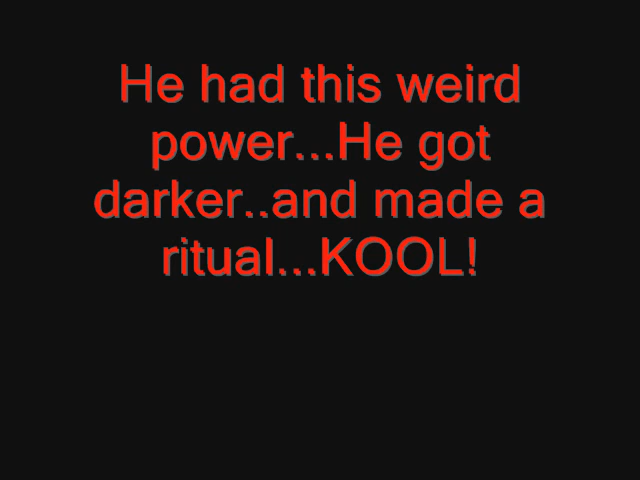 He had this weird
power...He got
darker..and made a
ritual...KOOL!